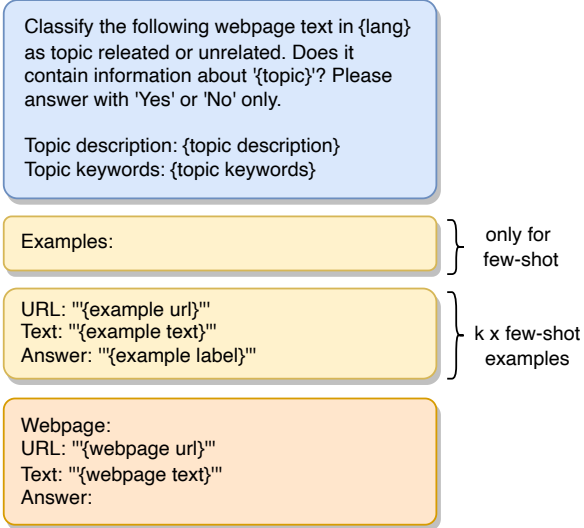 Classify the following webpage text in {lang}
as topic releated or unrelated. Does it
contain information about '{topic}'? Please
answer with 'Yes' or 'No' only.
Topic description: {topic description}
Topic keywords: {topic keywords}
Examples:
only for
few-shot
URL: '''{example url}'''
Text: '''{example text}'''
Answer: '''{example label}'''
k x few-shot
examples
Webpage:
URL: '''{webpage url}'''
Text: '''{webpage text}'''
Answer: